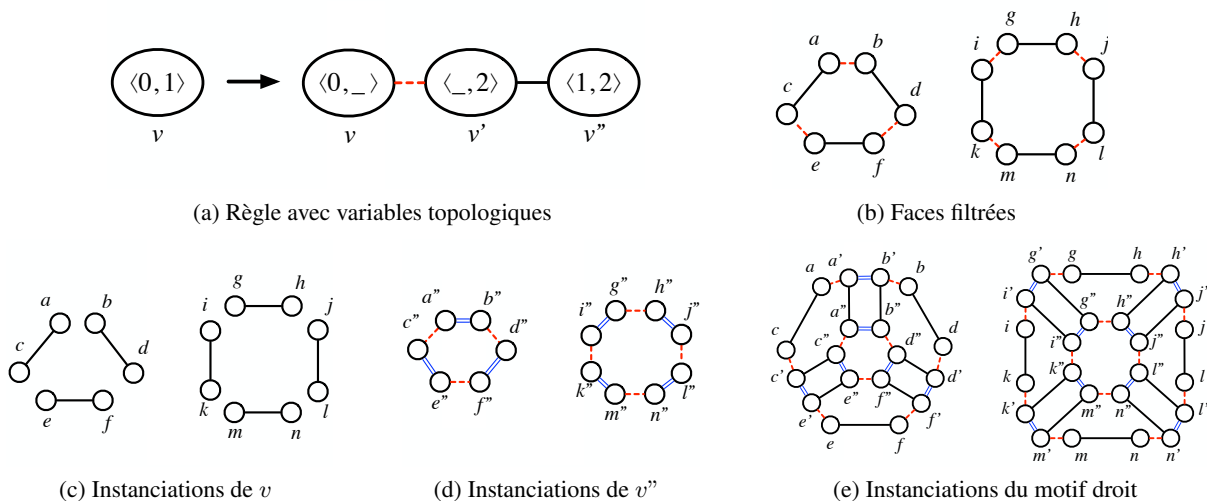 ⟨0, 1⟩ ⟨0, _⟩ ⟨_, 2⟩ ⟨1, 2⟩
v v v' v''
(a) Règle avec variables topologiques
a b c d e f
g h i j k l m n
(b) Faces filtrées
a b c d e f
g h i j k l m n
(c) Instanciations de v
a'' b'' c'' d'' e'' f''
g'' h'' i'' j'' k'' l'' m'' n''
(d) Instanciations de v''
a a' b' b
a'' b''
c c'' d'' d
c' e'' f'' d'
e' e f f'
g' g h h'
i' g'' h'' j'
i i'' j'' j
k k'' l'' l
k' m'' n'' l'
m' m n n'
(e) Instanciations du motif droit